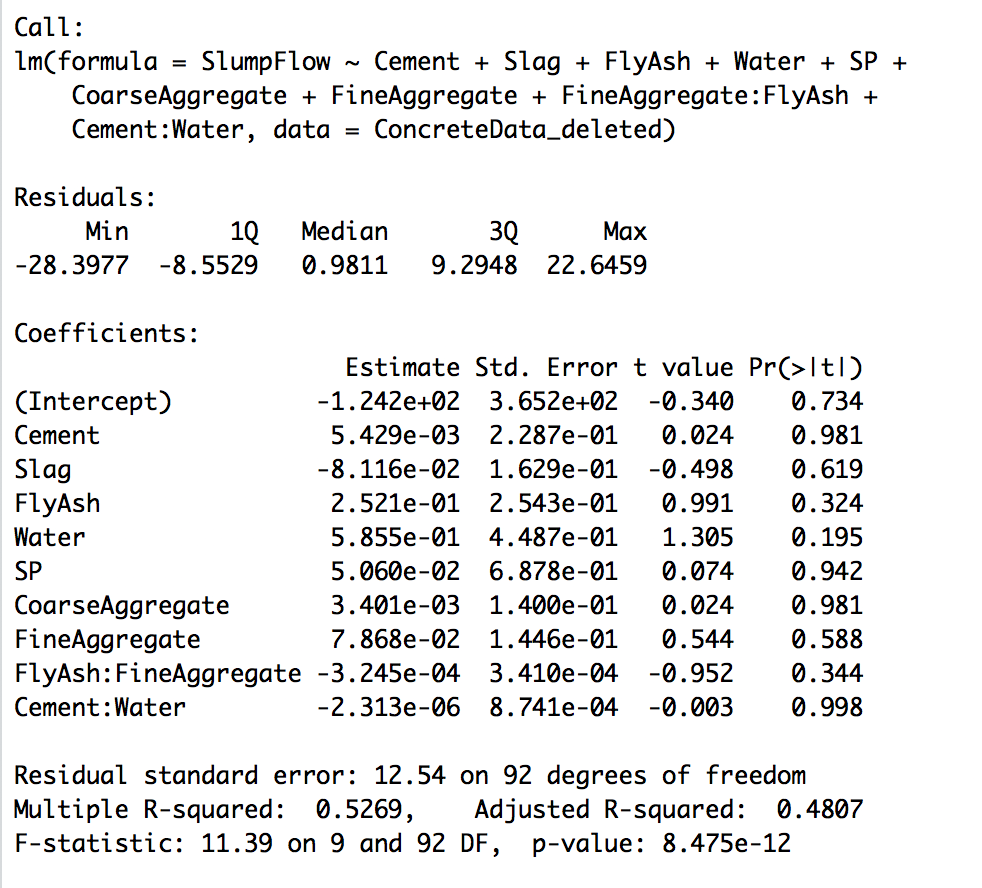 Call:
lm(formula = SlumpFlow ~ Cement + Slag + FlyAsh + Water + SP +
    CoarseAggregate + FineAggregate + FineAggregate:FlyAsh +
    Cement:Water, data = ConcreteData_deleted)

Residuals:
     Min       1Q   Median       3Q      Max
-28.3977  -8.5529   0.9811   9.2948  22.6459

Coefficients:
                       Estimate Std. Error t value Pr(>|t|)
(Intercept)          -1.242e+02  3.652e+02  -0.340    0.734
Cement                5.429e-03  2.287e-01   0.024    0.981
Slag                 -8.116e-02  1.629e-01  -0.498    0.619
FlyAsh                2.521e-01  2.543e-01   0.991    0.324
Water                 5.855e-01  4.487e-01   1.305    0.195
SP                    5.060e-02  6.878e-01   0.074    0.942
CoarseAggregate       3.401e-03  1.400e-01   0.024    0.981
FineAggregate         7.868e-02  1.446e-01   0.544    0.588
FlyAsh:FineAggregate -3.245e-04  3.410e-04  -0.952    0.344
Cement:Water         -2.313e-06  8.741e-04  -0.003    0.998

Residual standard error: 12.54 on 92 degrees of freedom
Multiple R-squared:  0.5269,    Adjusted R-squared:  0.4807
F-statistic: 11.39 on 9 and 92 DF,  p-value: 8.475e-12